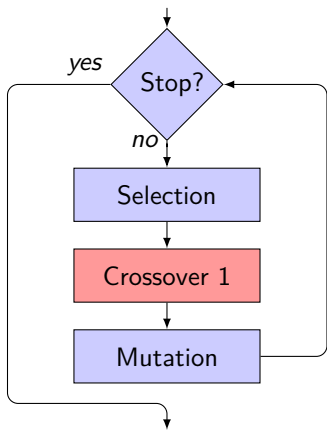 yes
Stop?
no
Selection
Crossover 1
Mutation